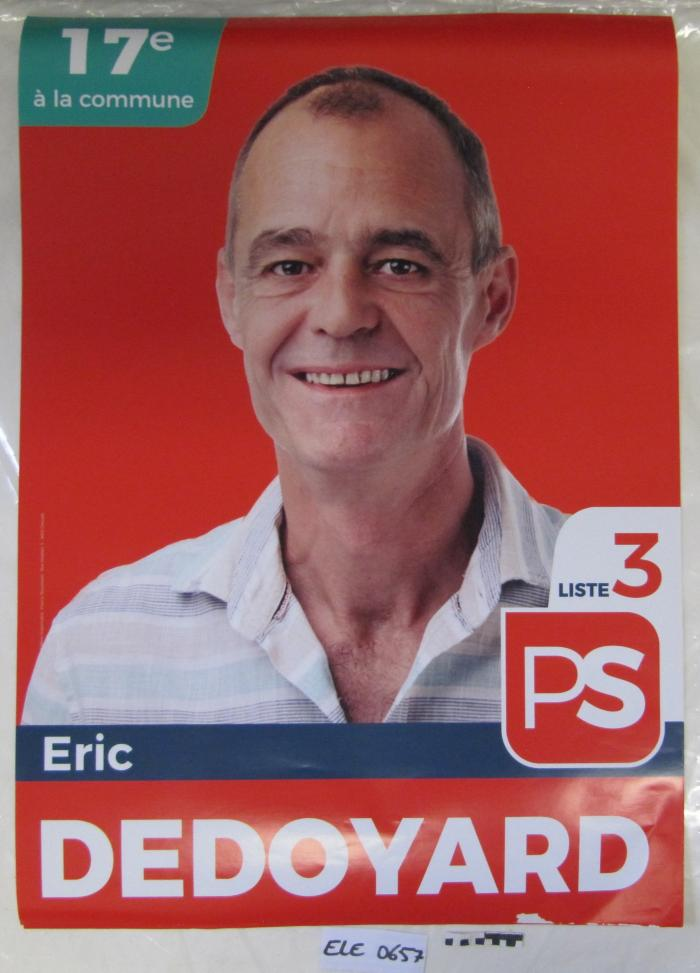 17e
à la commune
LISTE 3
PS
Eric
DEDOYARD
ELE 0657